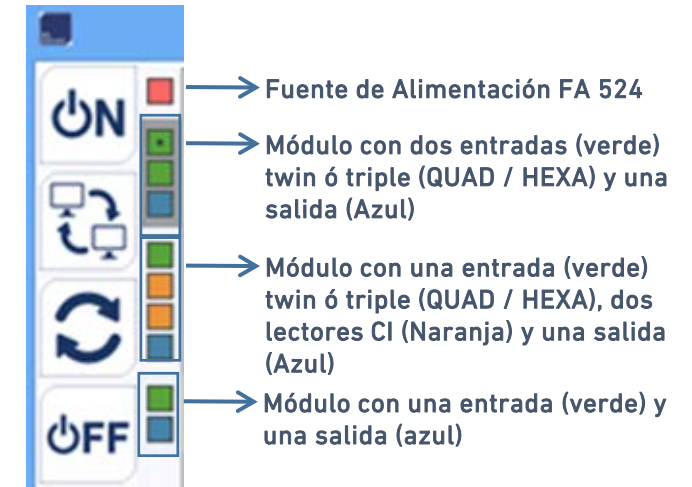 ON
Fuente de Alimentación FA 524
Módulo con dos entradas (verde)
twin ó triple (QUAD / HEXA) y una
salida (Azul)
Módulo con una entrada (verde)
twin ó triple (QUAD / HEXA), dos
lectores CI (Naranja) y una salida
(Azul)
OFF
Módulo con una entrada (verde) y
una salida (azul)